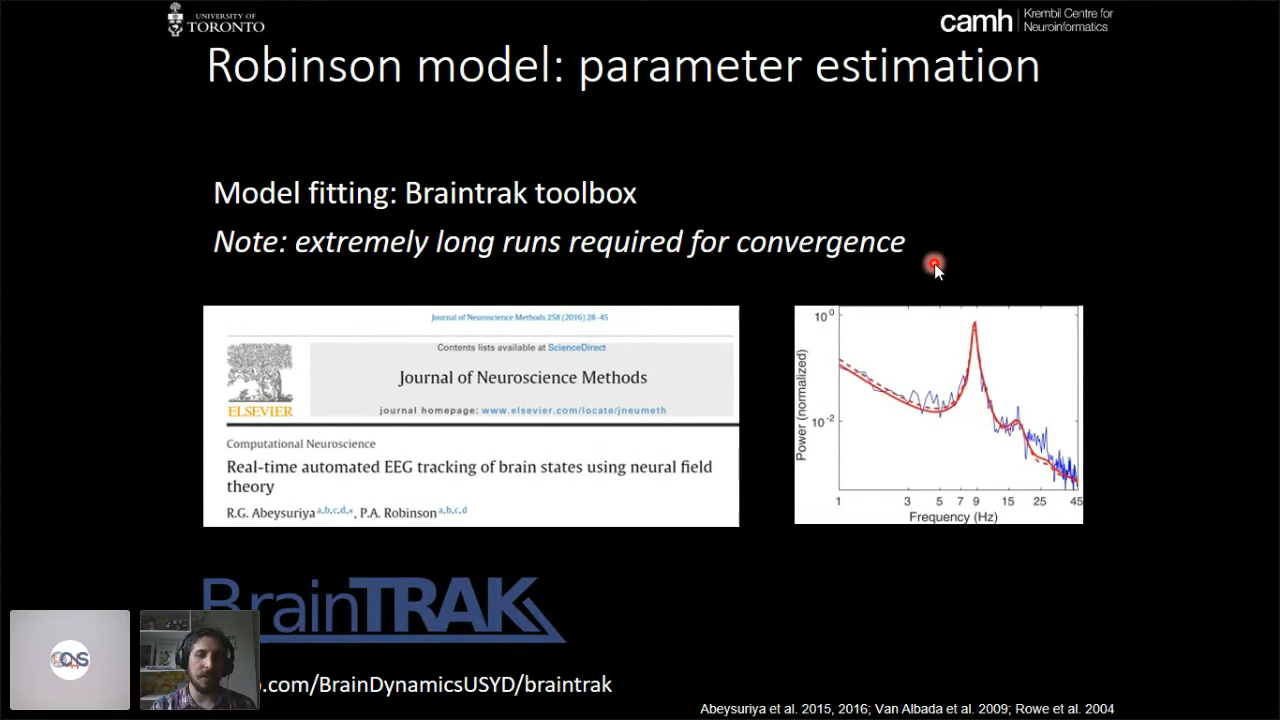 UNIVERSITY OF
TORONTO
camh
Krembil Centre for
Neuroinformatics
Robinson model: parameter estimation
Model fitting: Braintrak toolbox
Note: extremely long runs required for convergence
Journal of Neuroscience Methods 258 (2016) 28–45
Contents lists available at ScienceDirect
Journal of Neuroscience Methods
journal homepage: www.elsevier.com/locate/jneumeth
ELSEVIER
Computational Neuroscience
Real-time automated EEG tracking of brain states using neural field
theory
R.G. Abeysuriya a,b,c,d,*, P.A. Robinson a,b,c,d
10^0
10^-2
Power (normalized)
1 3 5 7 9 15 25 45
Frequency (Hz)
BrainTRAK
.com/BrainDynamicsUSYD/braintrak
Abeysuriya et al. 2015, 2016; Van Albada et al. 2009; Rowe et al. 2004